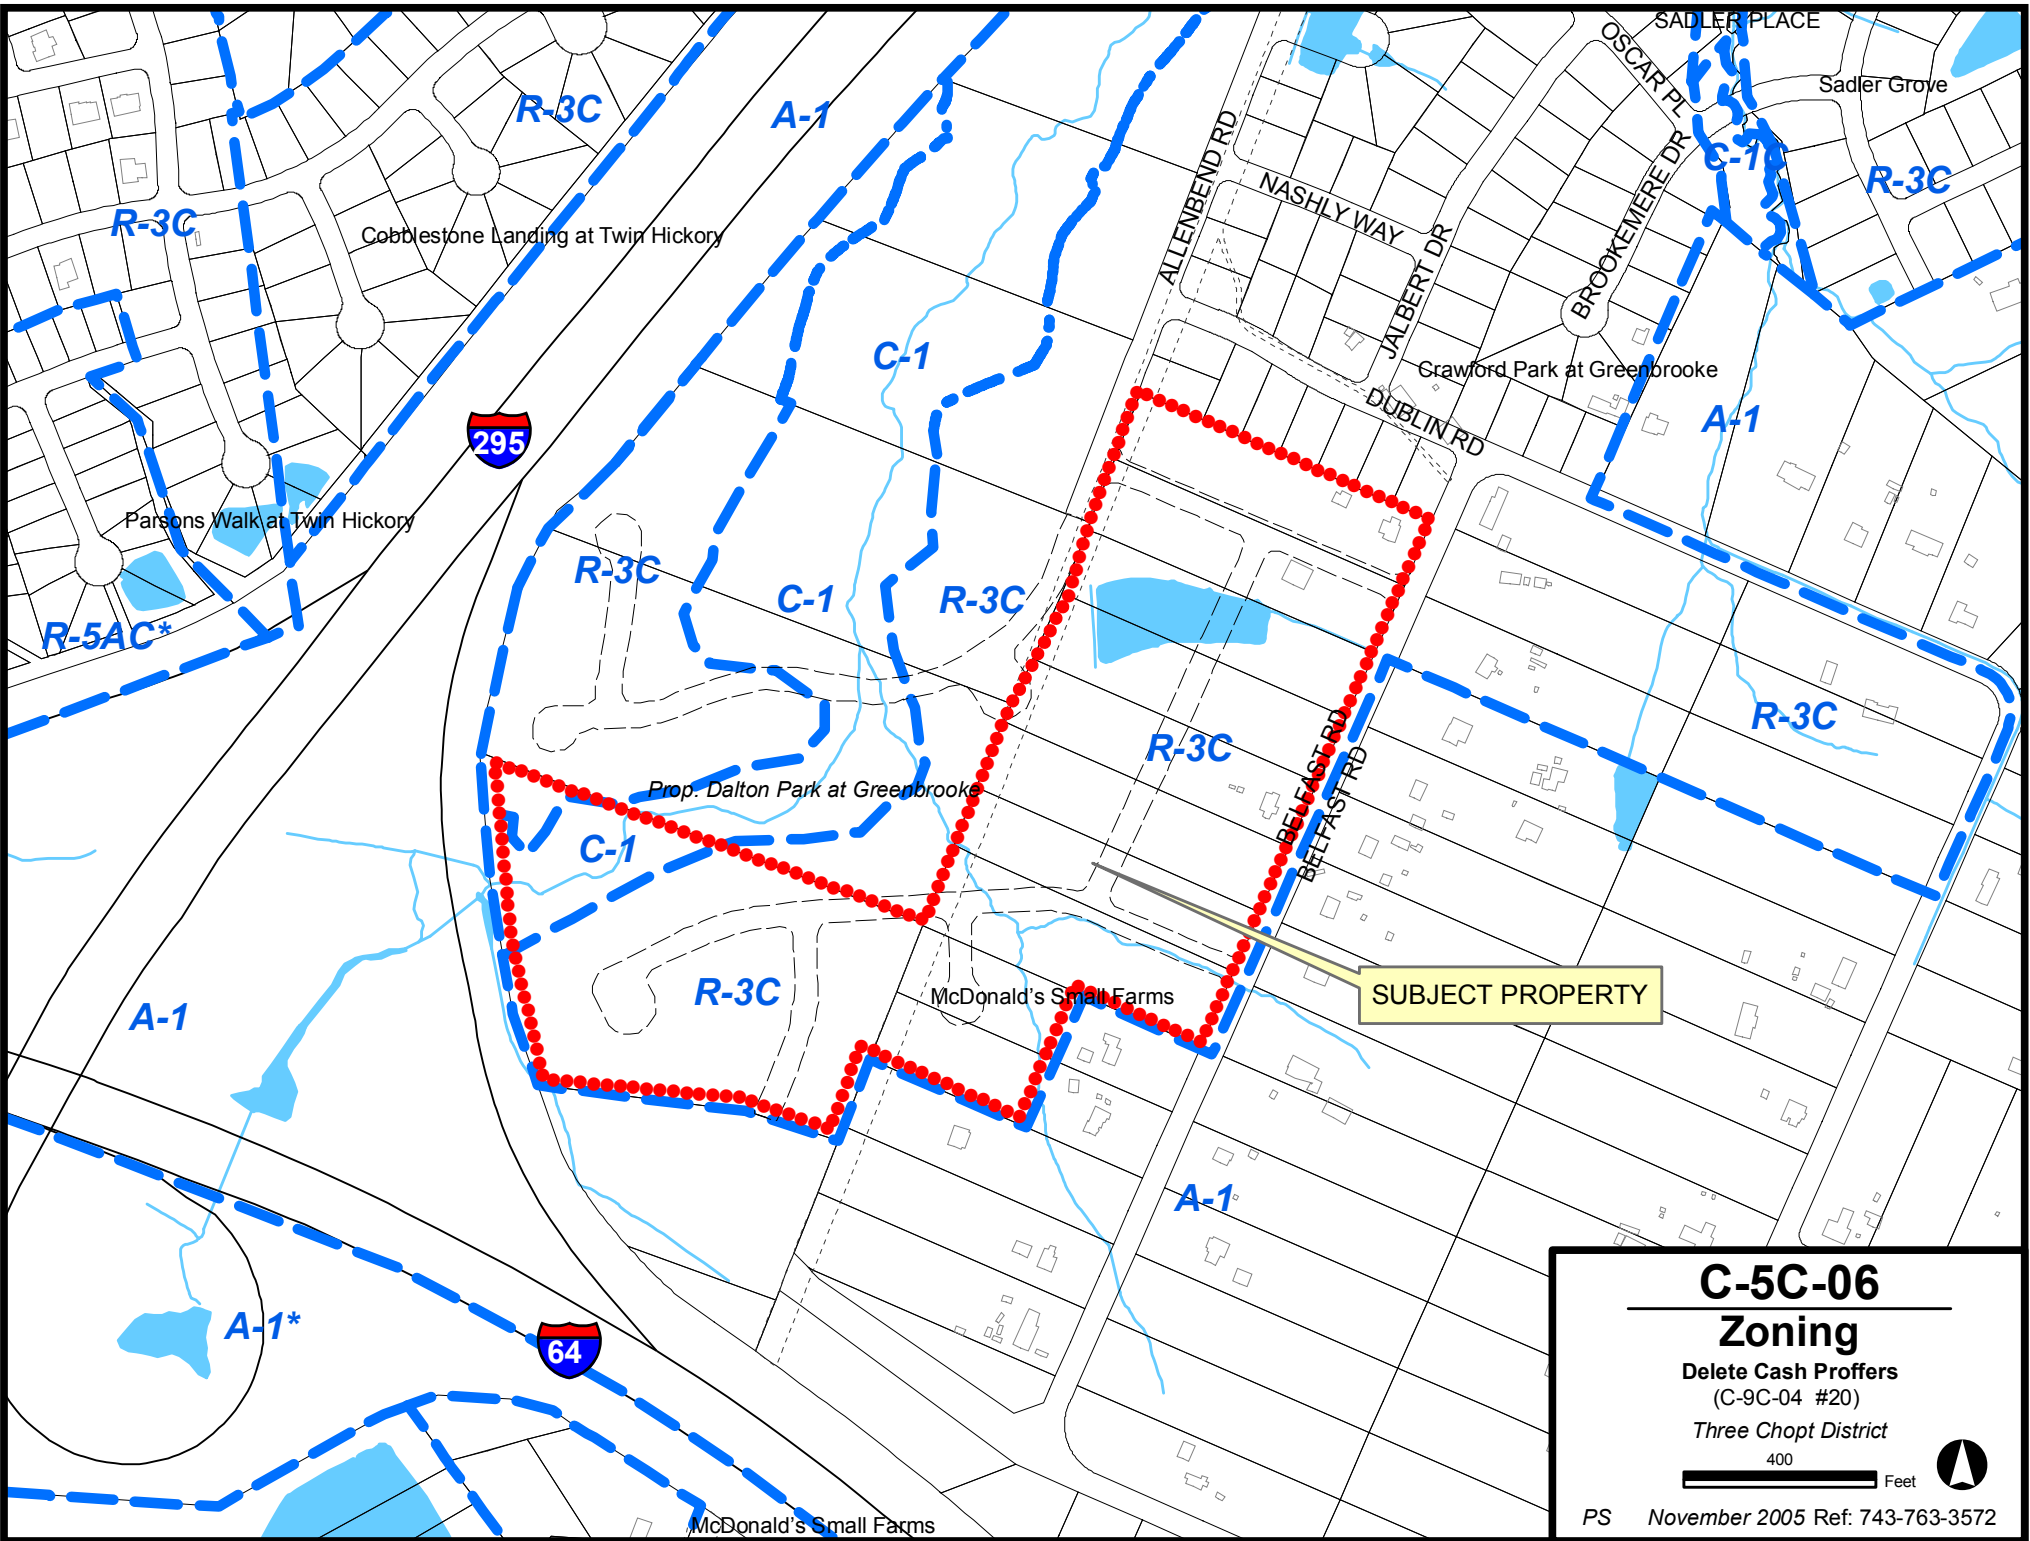 SADLER PLACE
OSCAR PL
Sadler Grove
R-3C
A-1
ALLENBEND RD
BROOKEMERE DR
C-1C
R-3C
R-3C
NASHLY WAY
Cobblestone Landing at Twin Hickory
JALBERT DR
C-1
Crawford Park at Greenbrooke
DUBLIN RD
A-1
295
Parsons Walk at Twin Hickory
R-3C
C-1
R-3C
R-5AC*
R-3C
R-3C
BELFAST RD
BELFAST RD
Prop. Dalton Park at Greenbrooke
C-1
R-3C
McDonald's Small Farms
SUBJECT PROPERTY
A-1
A-1
A-1*
64
McDonald's Small Farms
C-5C-06
Zoning
Delete Cash Proffers
(C-9C-04 #20)
Three Chopt District
400
Feet
PS November 2005 Ref: 743-763-3572